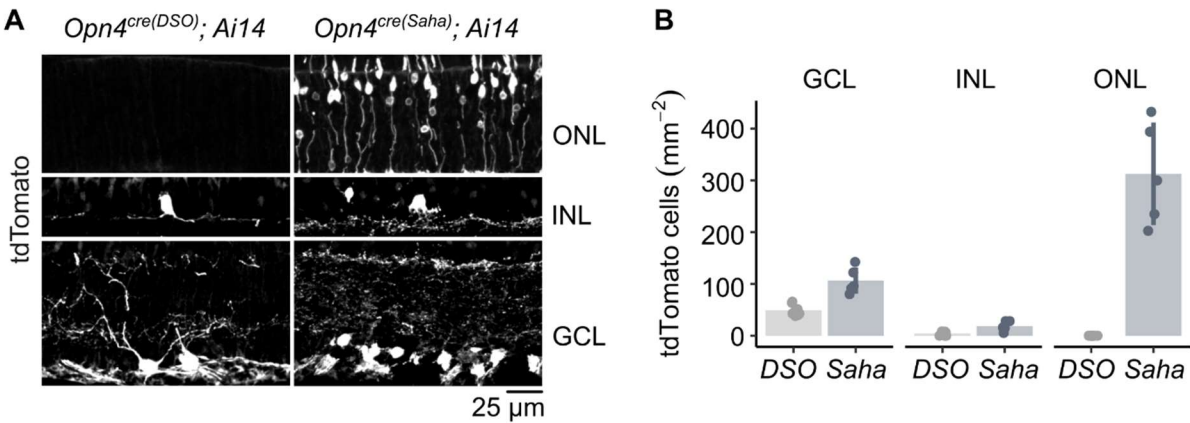 A
Opn4cre(DSO); Ai14
Opn4cre(Saha); Ai14
tdTomato
ONL
INL
GCL
25 µm
B
GCL
INL
ONL
tdTomato cells (mm−2)
400
300
200
100
0
DSO
Saha
DSO
Saha
DSO
Saha